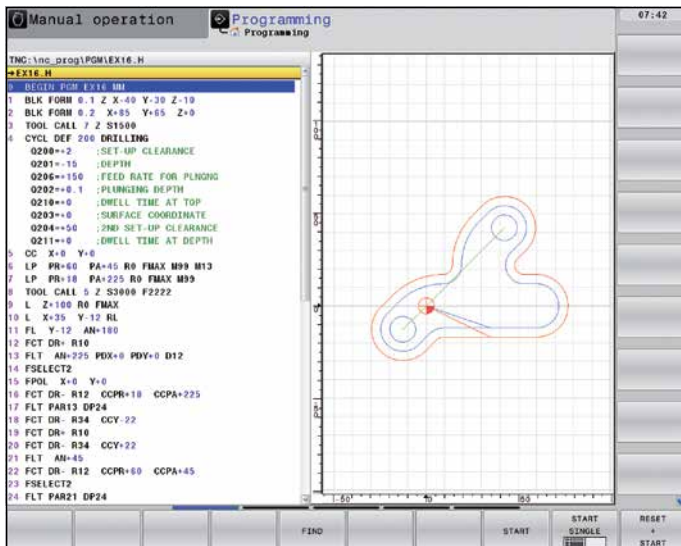 Manual operation
Programming
Programming
07:42
TNC:\nc_prog\PGM\EX16.H
→EX16.H
0 BEGIN PGM EX16 MM
1 BLK FORM 0.1 Z X-40 Y-30 Z-10
2 BLK FORM 0.2 X+85 Y+65 Z+0
3 TOOL CALL 7 Z S1500
4 CYCL DEF 200 DRILLING
Q200=+2 ;SET-UP CLEARANCE
Q201=-15 ;DEPTH
Q206=+150 ;FEED RATE FOR PLNGNG
Q202=+0.1 ;PLUNGING DEPTH
Q210=+0 ;DWELL TIME AT TOP
Q203=+0 ;SURFACE COORDINATE
Q204=+50 ;2ND SET-UP CLEARANCE
Q211=+0 ;DWELL TIME AT DEPTH
5 CC X+0 Y+0
6 LP PR+60 PA+45 R0 FMAX M99 M13
7 LP PR+18 PA+225 R0 FMAX M99
8 TOOL CALL 5 Z S3000 F2222
9 L Z+100 R0 FMAX
10 L X+35 Y-12 RL
11 FL Y-12 AN+180
12 FCT DR+ R10
13 FLT AN+225 PDX+0 PDY+0 D12
14 FSELECT2
15 FPOL X+0 Y+0
16 FCT DR- R12 CCPR+18 CCPA+225
17 FLT PAR13 DP24
18 FCT DR- R34 CCY-22
19 FCT DR+ R10
20 FCT DR- R34 CCY+22
21 FLT AN+45
22 FCT DR- R12 CCPR+60 CCPA+45
23 FSELECT2
24 FLT PAR21 DP24
FIND
START
START
SINGLE
RESET
+
START